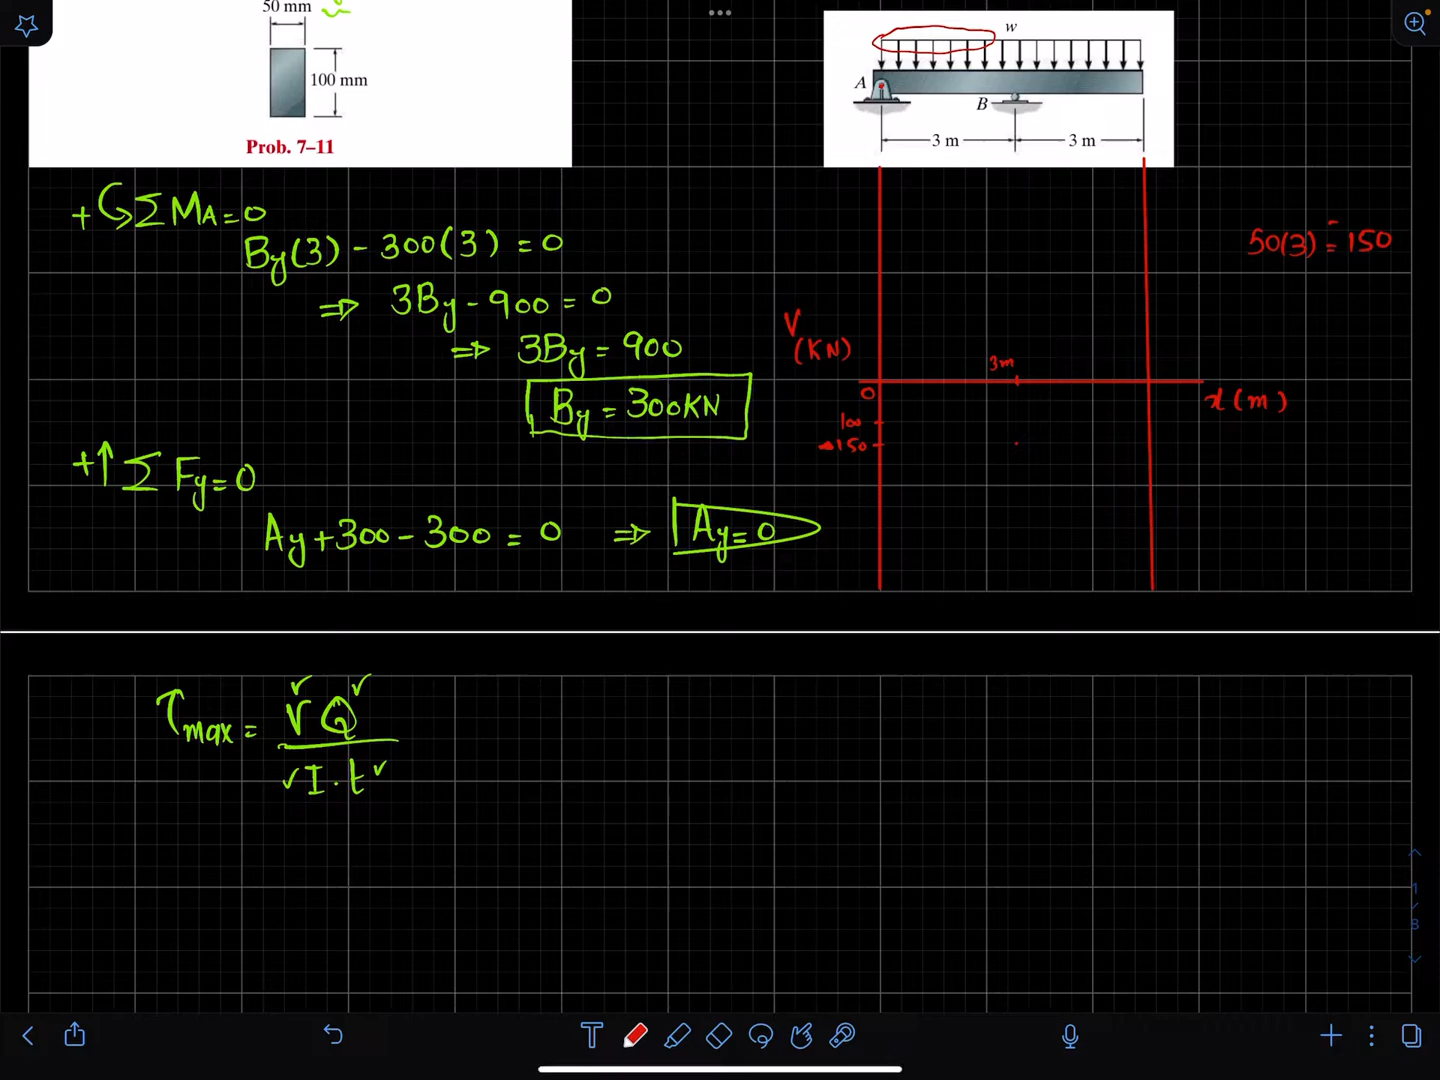 50 mm
100 mm
Prob. 7–11
w
A
B
3 m
3 m
+ ΣMA=0
By(3) - 300(3) = 0
⇒ 3By - 900 = 0
⇒ 3By = 900
By = 300KN
+↑ΣFy=0
Ay+300-300 = 0 ⇒ Ay=0
50(3) = 150
V
(KN)
3m
0
100
-150
x(m)
τmax = VQ
I.t
1
/
8
T